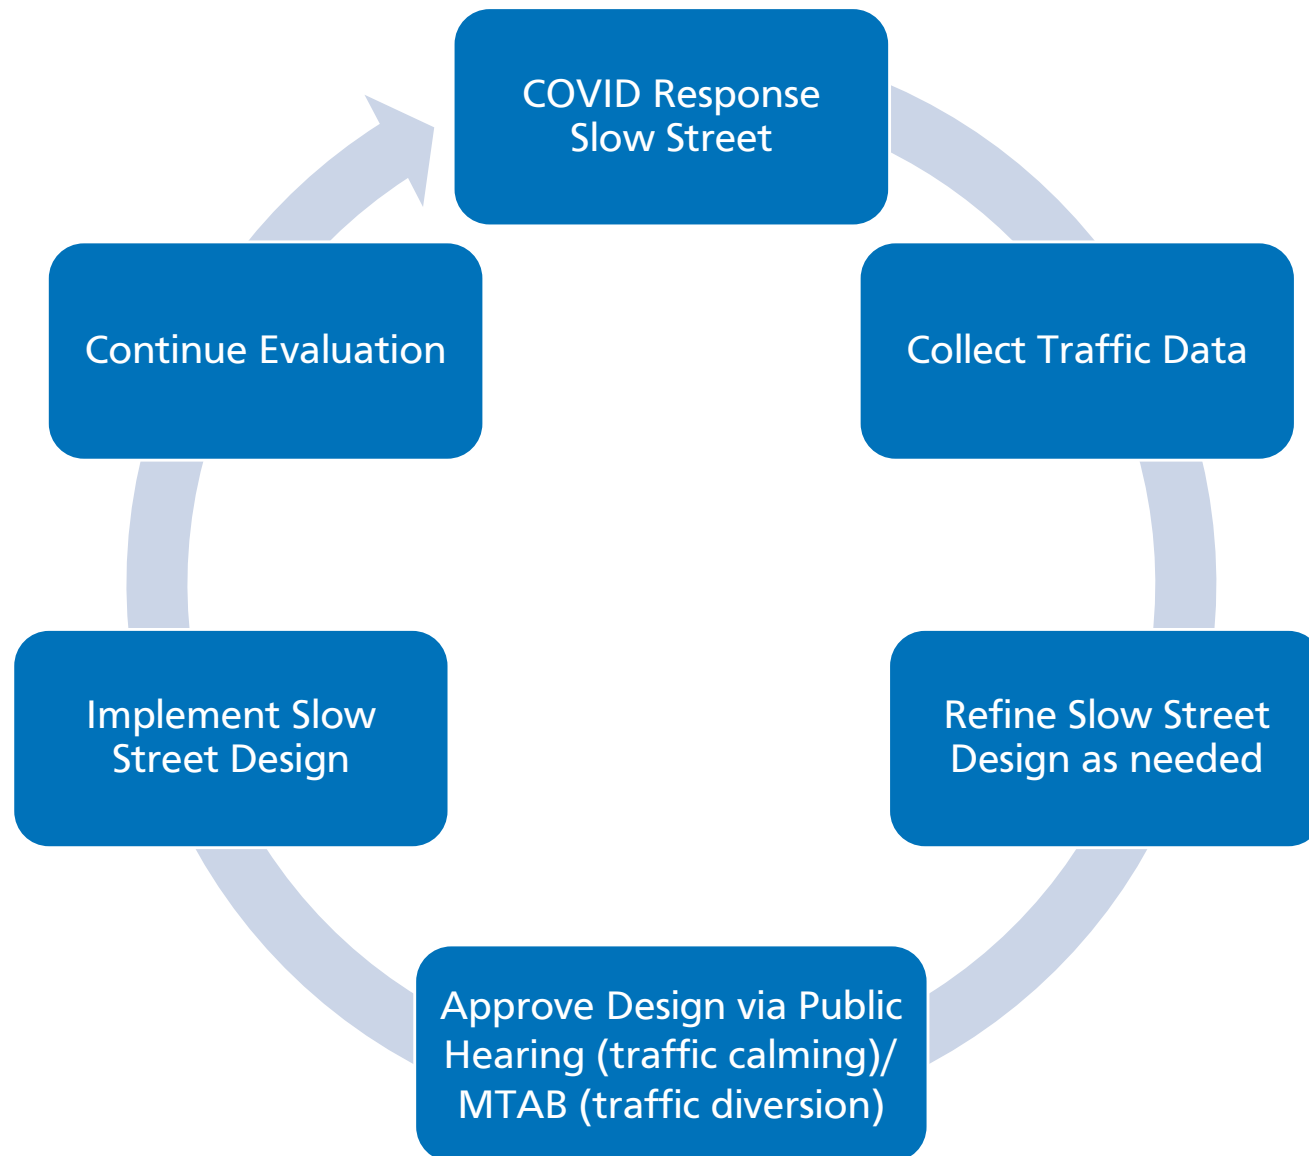 COVID Response
Slow Street
Collect Traffic Data
Refine Slow Street
Design as needed
Approve Design via Public
Hearing (traffic calming)/
MTAB (traffic diversion)
Implement Slow
Street Design
Continue Evaluation